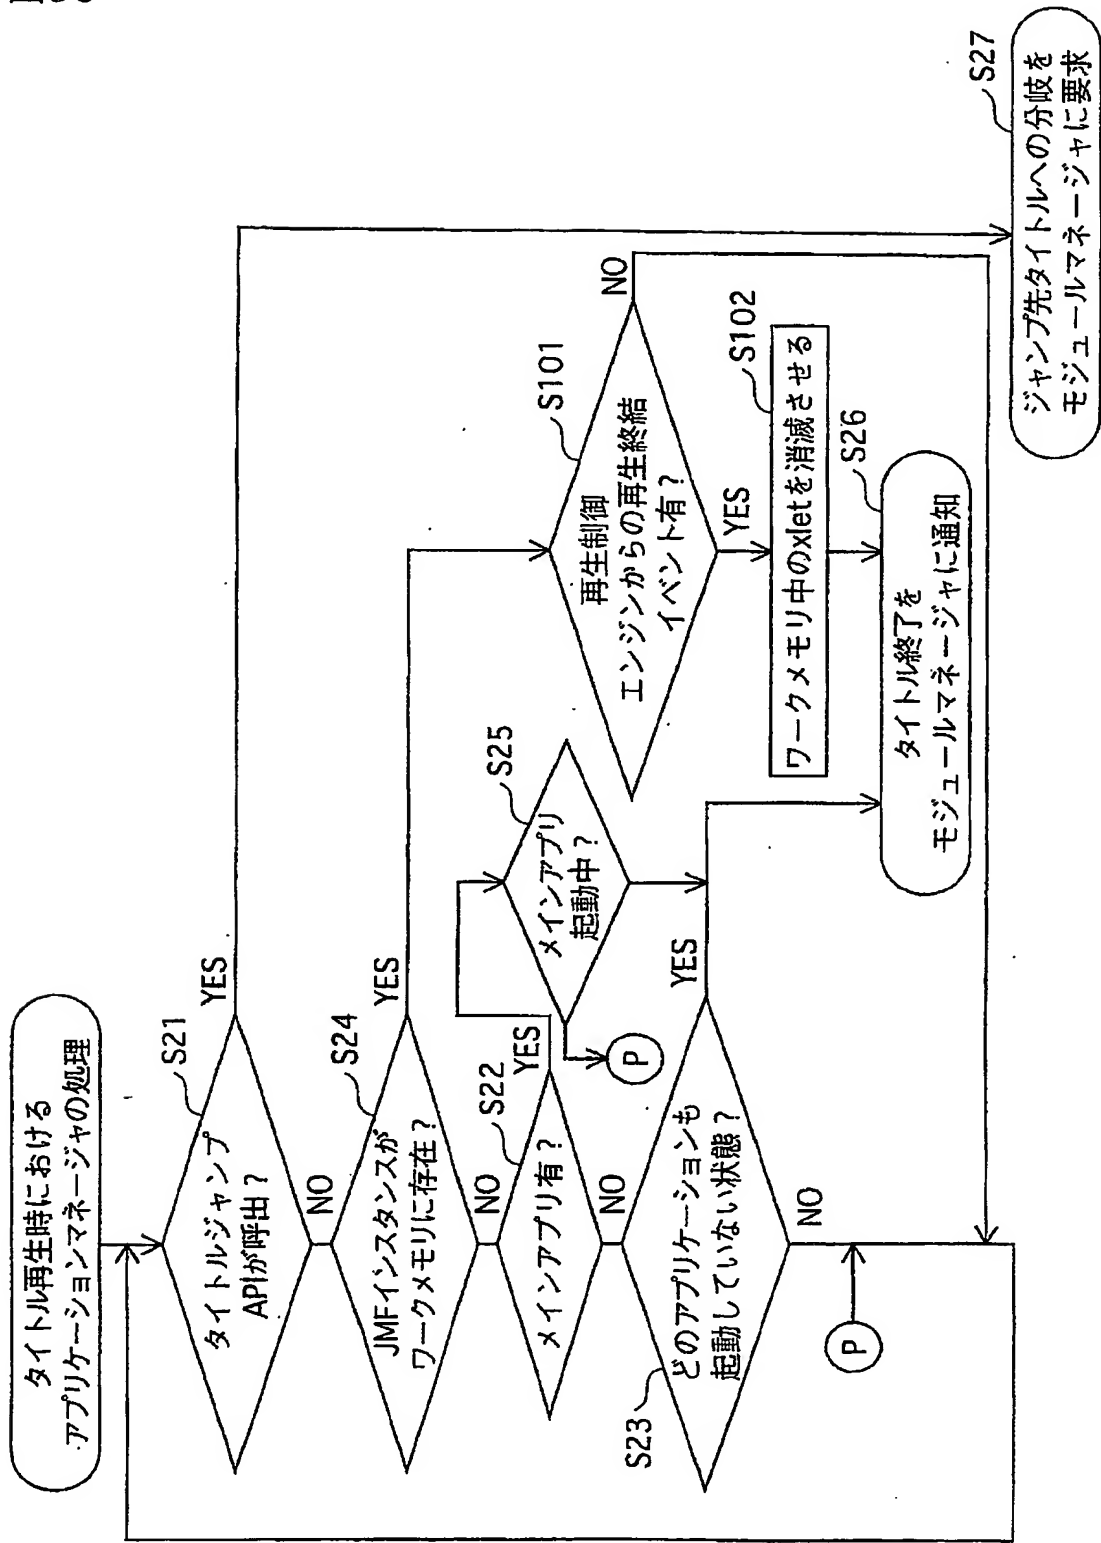 タイトル再生時における
アプリケーションマネージャの処理
S21
タイトルジャンプ
APIが呼出?
YES
NO
S24
JMFインスタンスが
ワークメモリに存在?
YES
NO
S22
メインアプリ有?
YES
NO
S25
メインアプリ
起動中?
P
S23
どのアプリケーションも
起動していない状態?
YES
NO
P
S101
再生制御
エンジンからの再生終結
イベント有?
NO
YES
S102
ワークメモリ中のxletを消滅させる
S26
タイトル終了を
モジュールマネージャに通知
S27
ジャンプ先タイトルへの分岐を
モジュールマネージャに要求